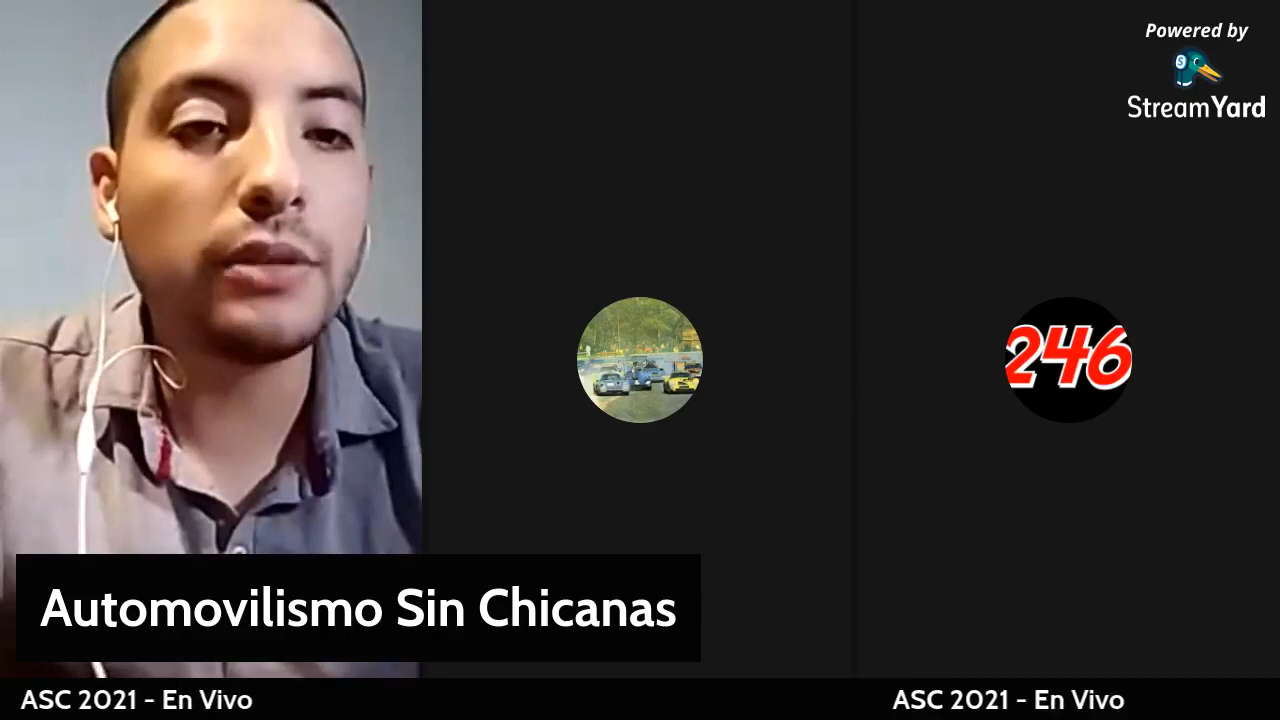 Powered by
StreamYard
246
Automovilismo Sin Chicanas
ASC 2021 - En Vivo
ASC 2021 - En Vivo